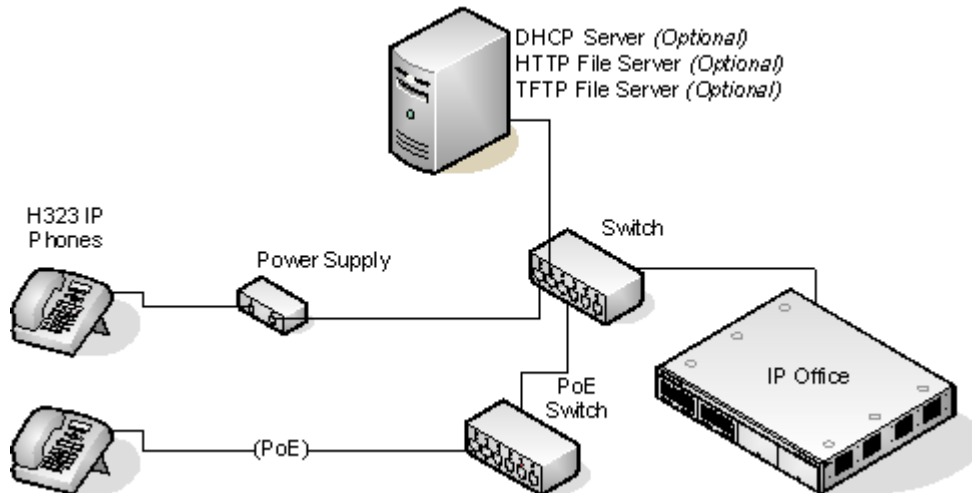 DHCP Server (Optional)
HTTP File Server (Optional)
TFTP File Server (Optional)
H323 IP
Phones
Power Supply
Switch
IP Office
PoE
Switch
(PoE)